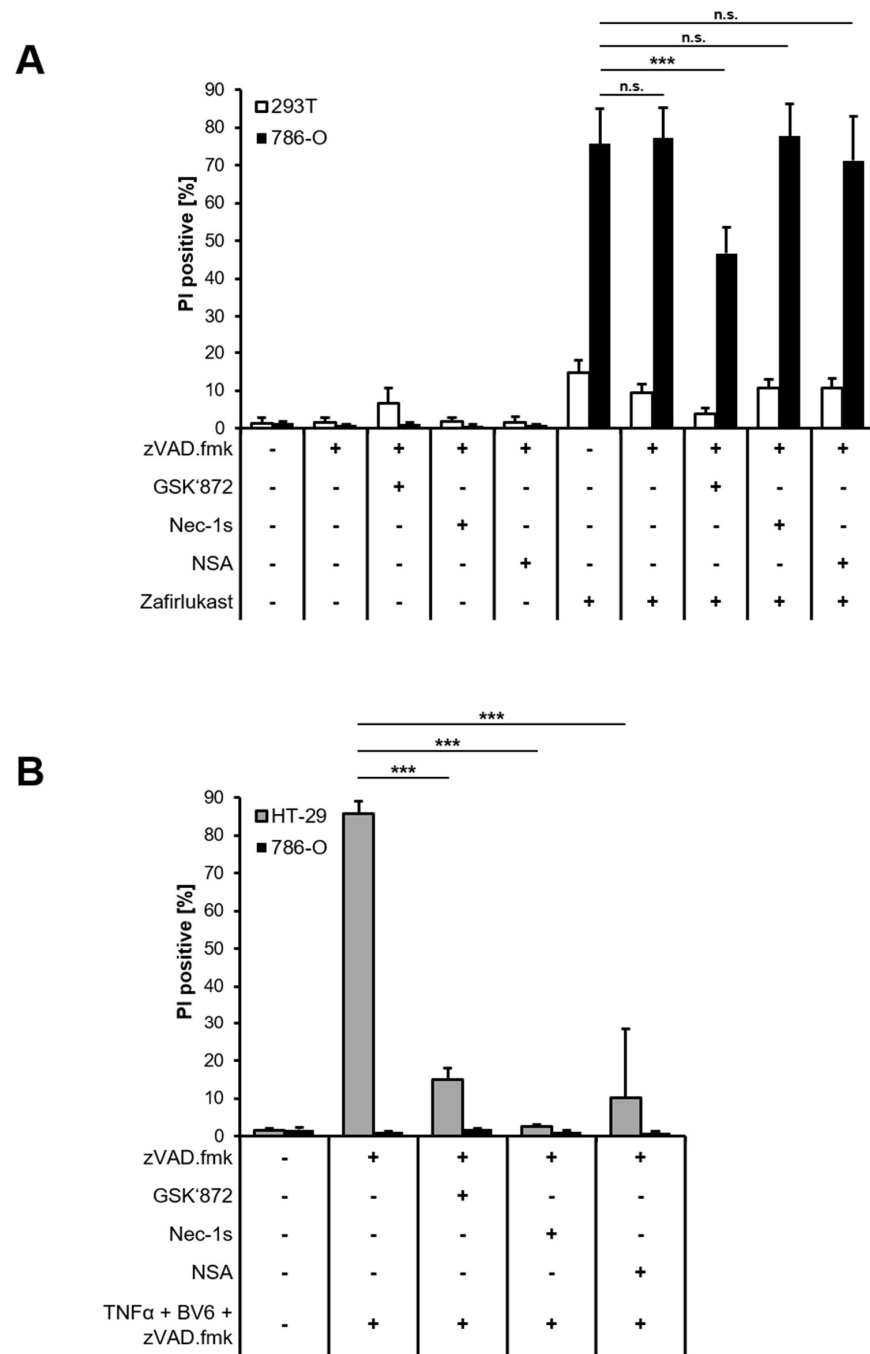 n.s.
n.s.
***
n.s.
A
90
80
70
60
50
40
30
20
10
0
PI positive [%]
293T
786-O
zVAD.fmk - + + + + - + + + +
GSK‘872 - - + - - - - + - -
Nec-1s - - - + - - - - + -
NSA - - - - + - - - - +
Zafirlukast - - - - - + + + + +
***
***
***
B
90
80
70
60
50
40
30
20
10
0
PI positive [%]
HT-29
786-O
zVAD.fmk - + + + +
GSK‘872 - - + - -
Nec-1s - - - + -
NSA - - - - +
TNFα + BV6 +
zVAD.fmk - + + + +